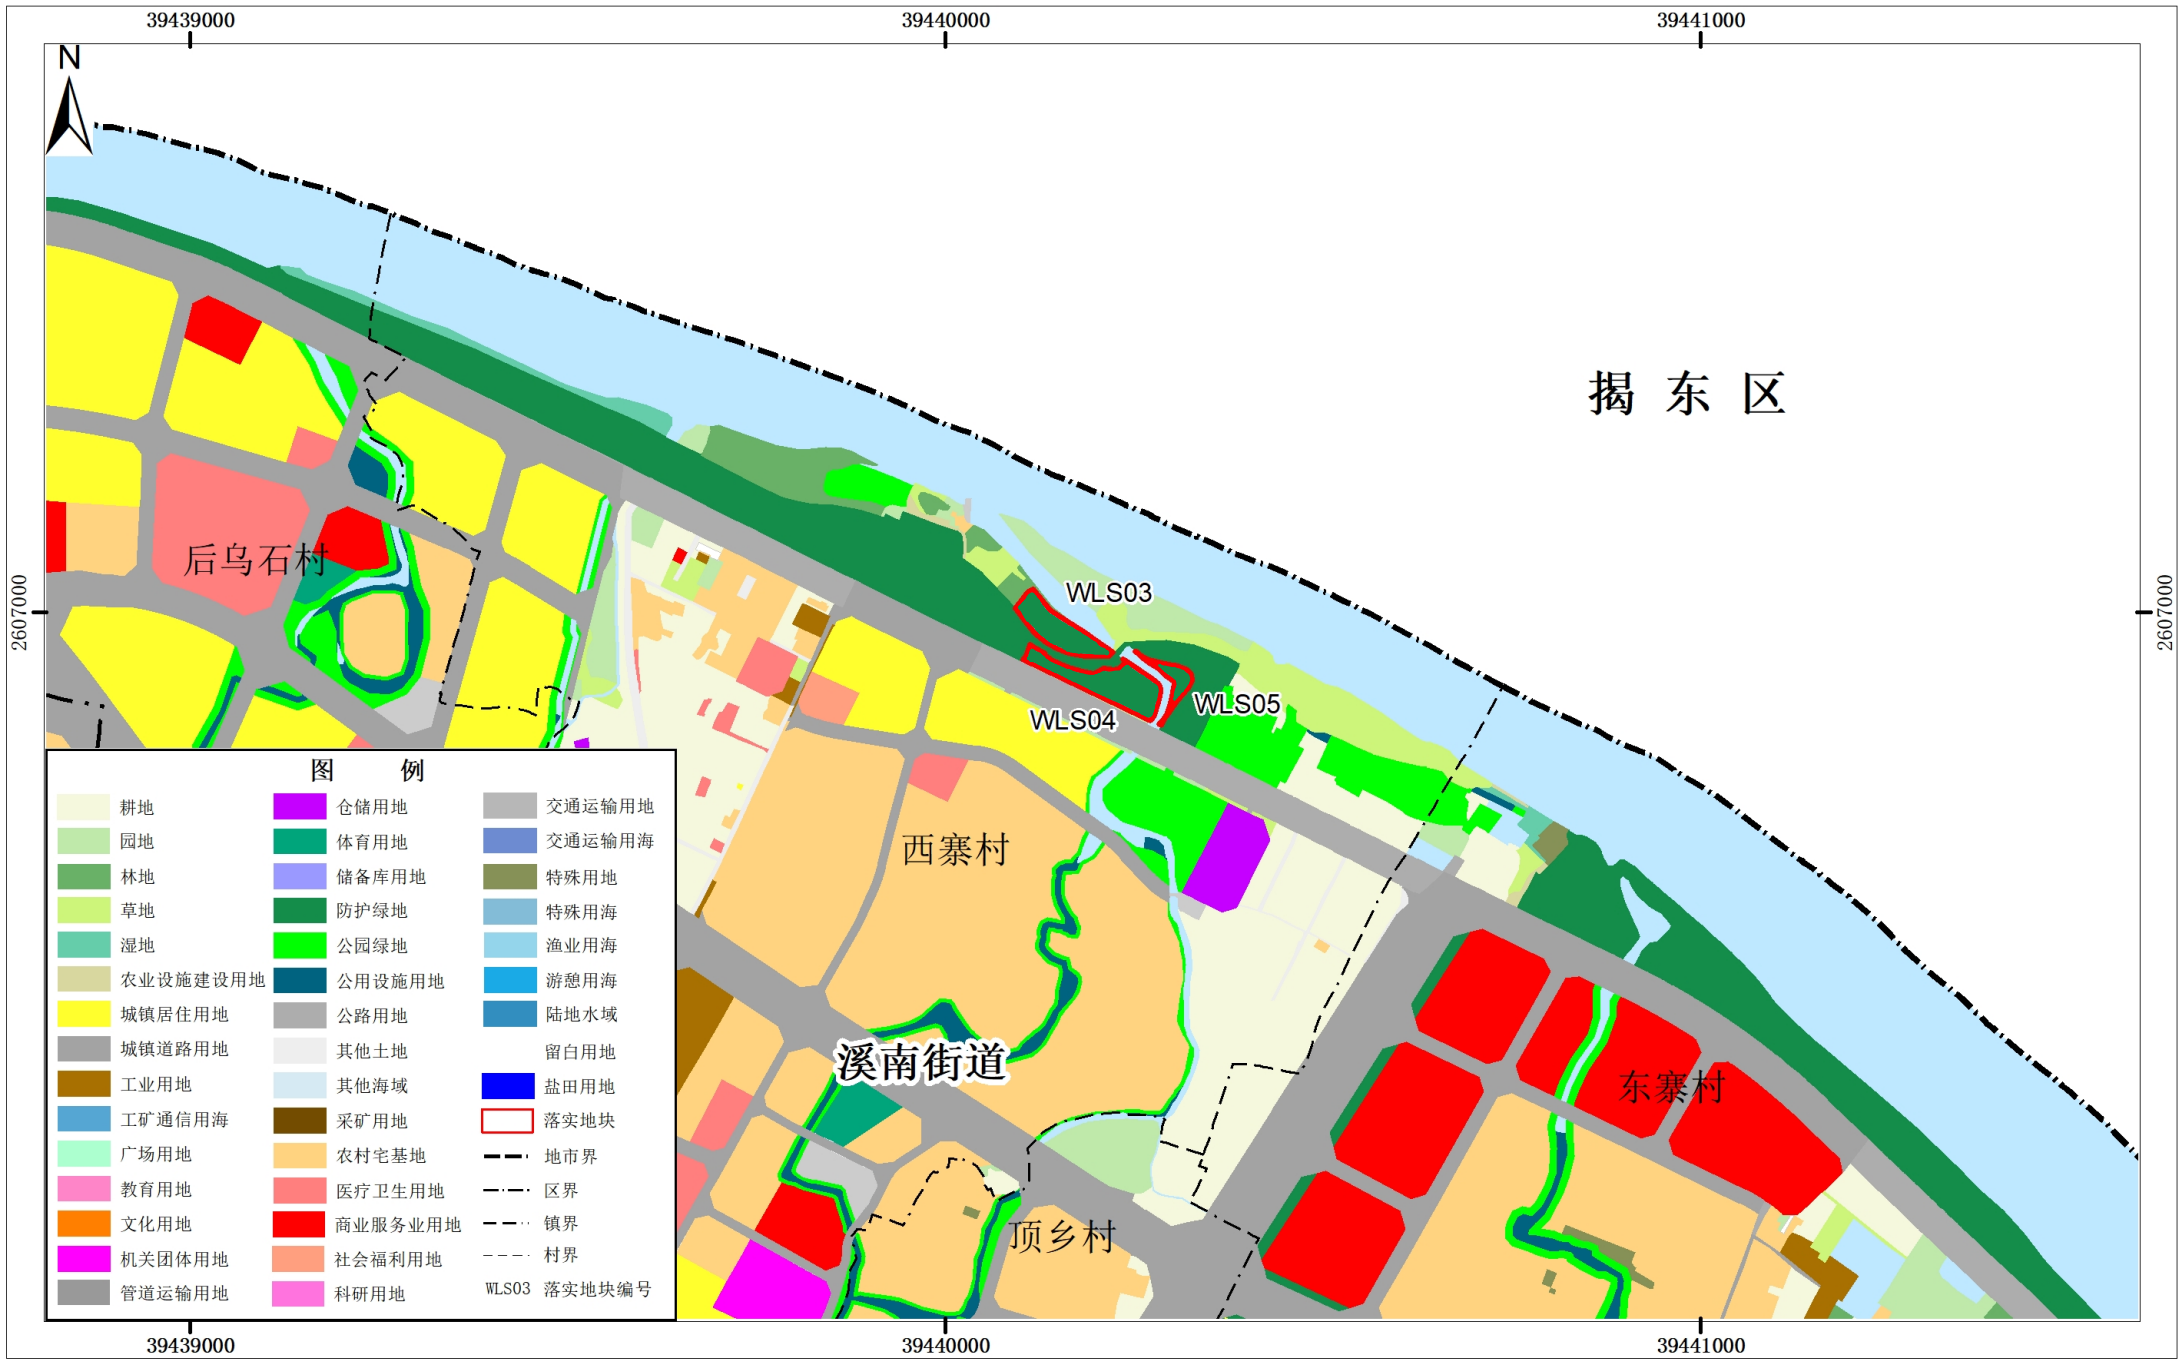 39439000 39440000 39441000
N
揭东区
WLS03
后乌石村
2607000 2607000
WLS05
WLS04
西寨村
溪南街道
东寨村
顶乡村
图 例
耕地 仓储用地 交通运输用地
园地 体育用地 交通运输用海
林地 储备库用地 特殊用地
草地 防护绿地 特殊用海
湿地 公园绿地 渔业用海
农业设施建设用地 公用设施用地 游憩用海
城镇居住用地 公路用地 陆地水域
城镇道路用地 其他土地 留白用地
工业用地 其他海域 盐田用地
工矿通信用海 采矿用地 落实地块
广场用地 农村宅基地 地市界
教育用地 医疗卫生用地 区界
文化用地 商业服务业用地 镇界
机关团体用地 社会福利用地 村界
管道运输用地 科研用地 WLS03 落实地块编号
39439000 39440000 39441000